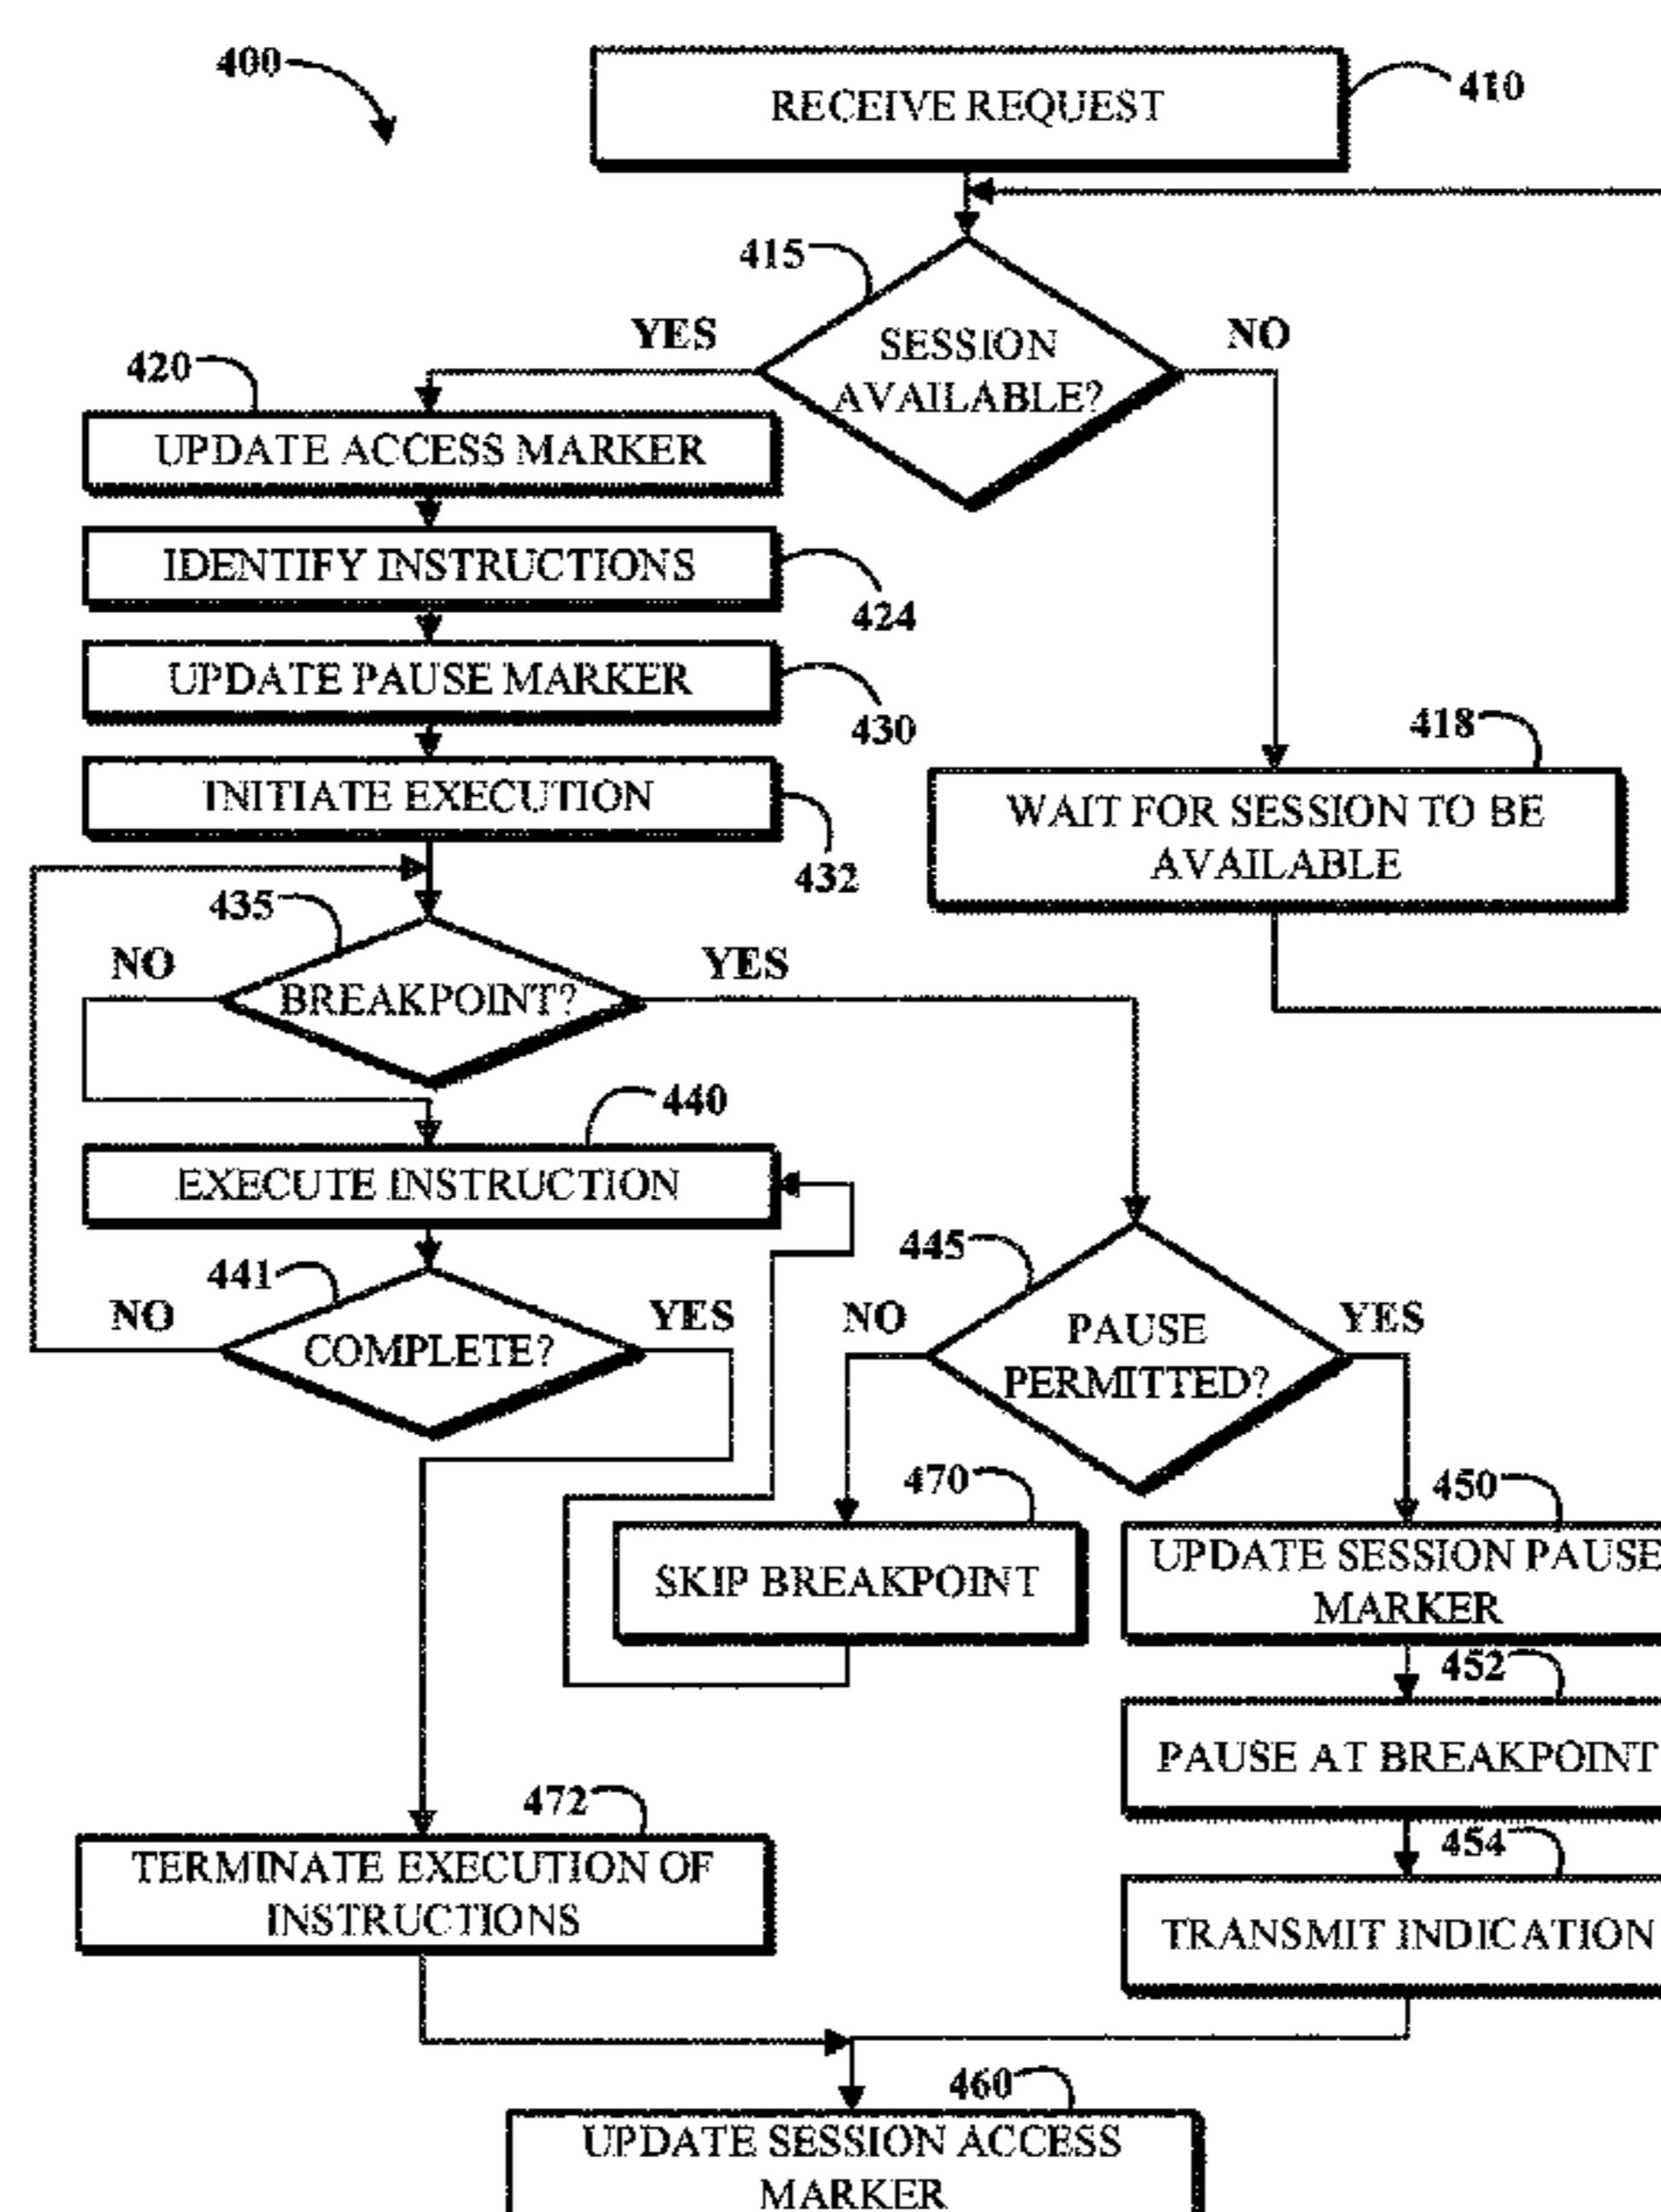 400
RECEIVE REQUEST
410
415
YES
SESSION
AVAILABLE?
NO
420
UPDATE ACCESS MARKER
IDENTIFY INSTRUCTIONS
424
UPDATE PAUSE MARKER
430
INITIATE EXECUTION
432
418
WAIT FOR SESSION TO BE
AVAILABLE
435
NO
BREAKPOINT?
YES
440
EXECUTE INSTRUCTION
441
NO
COMPLETE?
YES
445
NO
PAUSE
PERMITTED?
YES
470
SKIP BREAKPOINT
450
UPDATE SESSION PAUSE
MARKER
452
PAUSE AT BREAKPOINT
454
TRANSMIT INDICATION
472
TERMINATE EXECUTION OF
INSTRUCTIONS
460
UPDATE SESSION ACCESS
MARKER